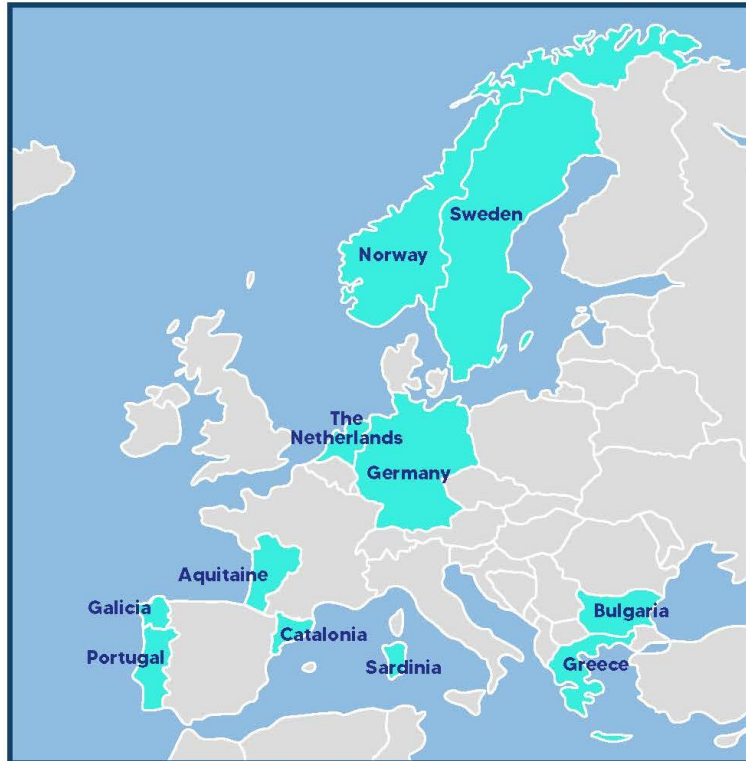 Sweden
Norway
The
Netherlands
Germany
Aquitaine
Galicia
Catalonia
Portugal
Sardinia
Bulgaria
Greece